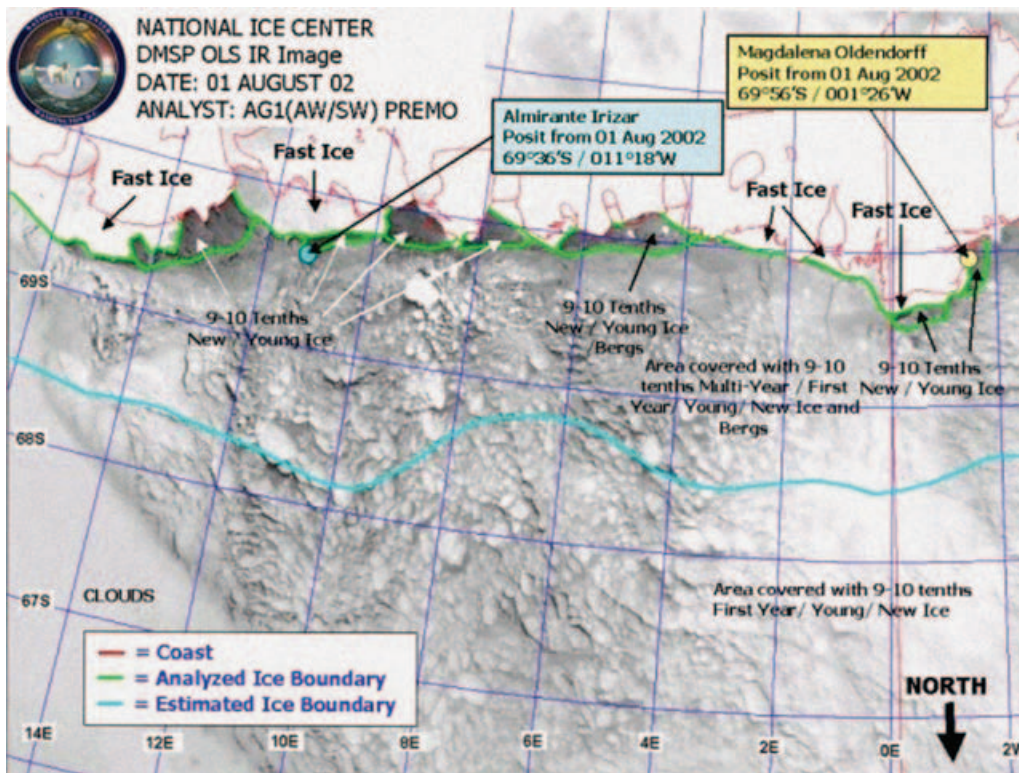 NATIONAL ICE CENTER
DMSP OLS IR Image
DATE: 01 AUGUST 02
ANALYST: AG1(AW/SW) PREMO
NATIONAL ICE CENTER
WASHINGTON D.C.
Magdalena Oldendorff
Posit from 01 Aug 2002
69°56'S / 001°26'W
Almirante Irizar
Posit from 01 Aug 2002
69°36'S / 011°18'W
Fast Ice
Fast Ice
Fast Ice
Fast Ice
69S
9-10 Tenths
New / Young Ice
9-10 Tenths
New / Young Ice
/Bergs
Area covered with 9-10
tenths Multi-Year / First
Year/ Young/ New Ice and
Bergs
9-10 Tenths
New / Young Ice
68S
67S
CLOUDS
Area covered with 9-10 tenths
First Year/ Young/ New Ice
= Coast
= Analyzed Ice Boundary
= Estimated Ice Boundary
NORTH
14E
12E
10E
8E
6E
4E
2E
0E
2W